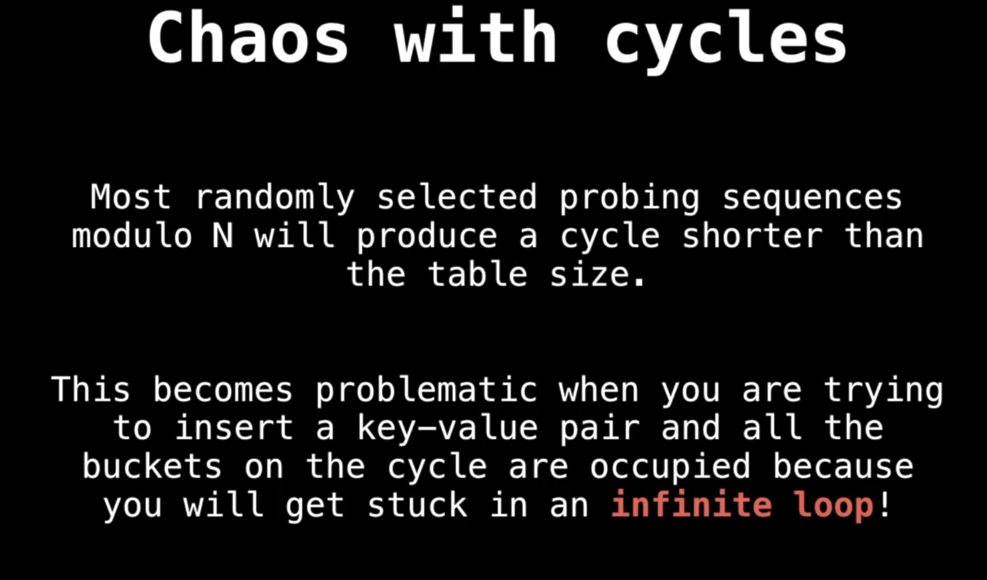 Chaos with cycles
Most randomly selected probing sequences
modulo N will produce a cycle shorter than
the table size.
This becomes problematic when you are trying
to insert a key-value pair and all the
buckets on the cycle are occupied because
you will get stuck in an infinite loop!